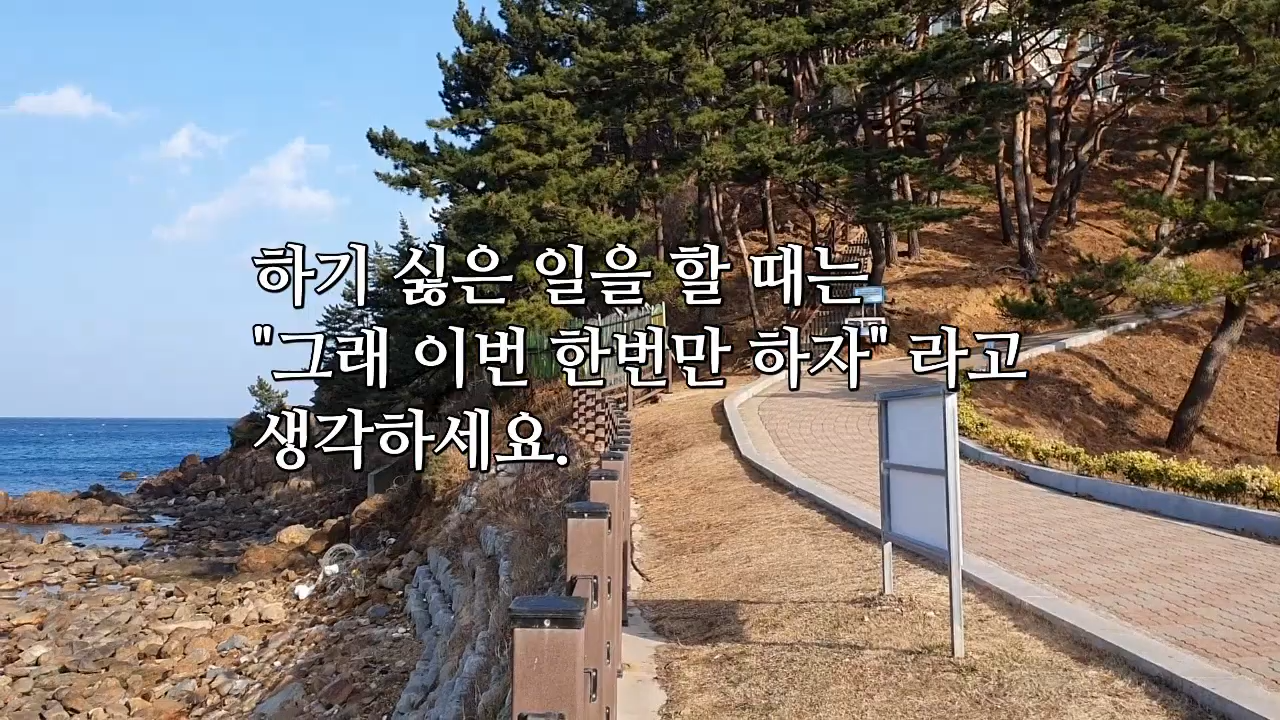 하기 싫은 일을 할 때는
"그래 이번 한번만 하자" 라고
생각하세요.